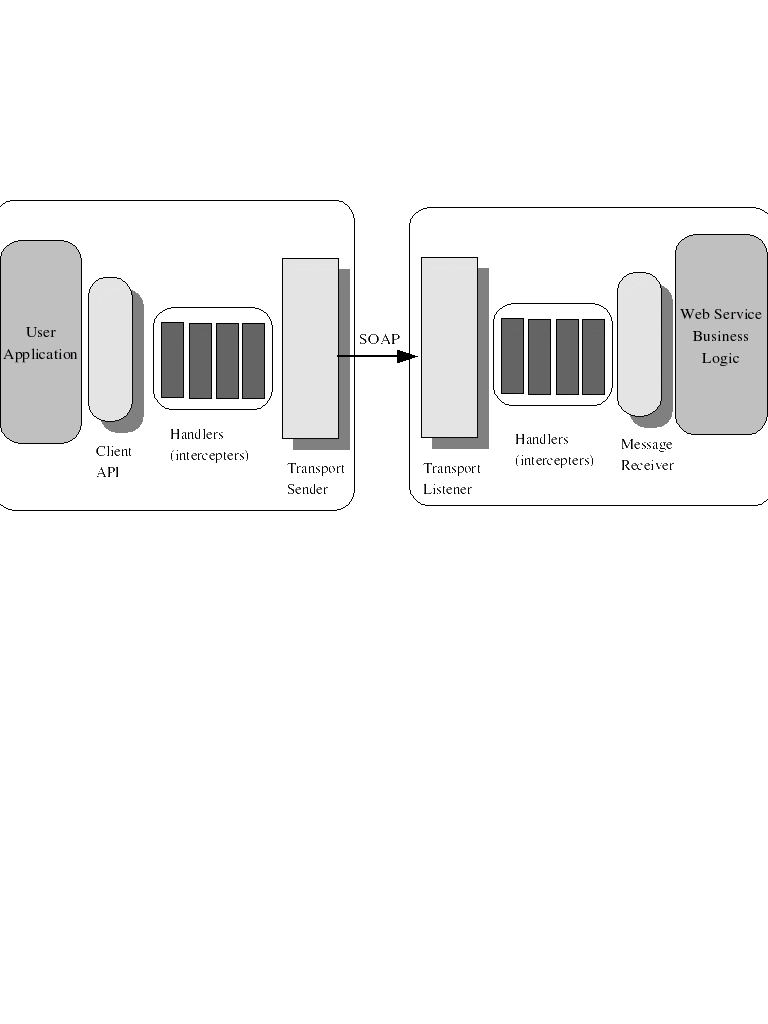 User
Application
Client
API
Handlers
(intercepters)
Transport
Sender
SOAP
Transport
Listener
Handlers
(intercepters)
Message
Receiver
Web Service
Business
Logic